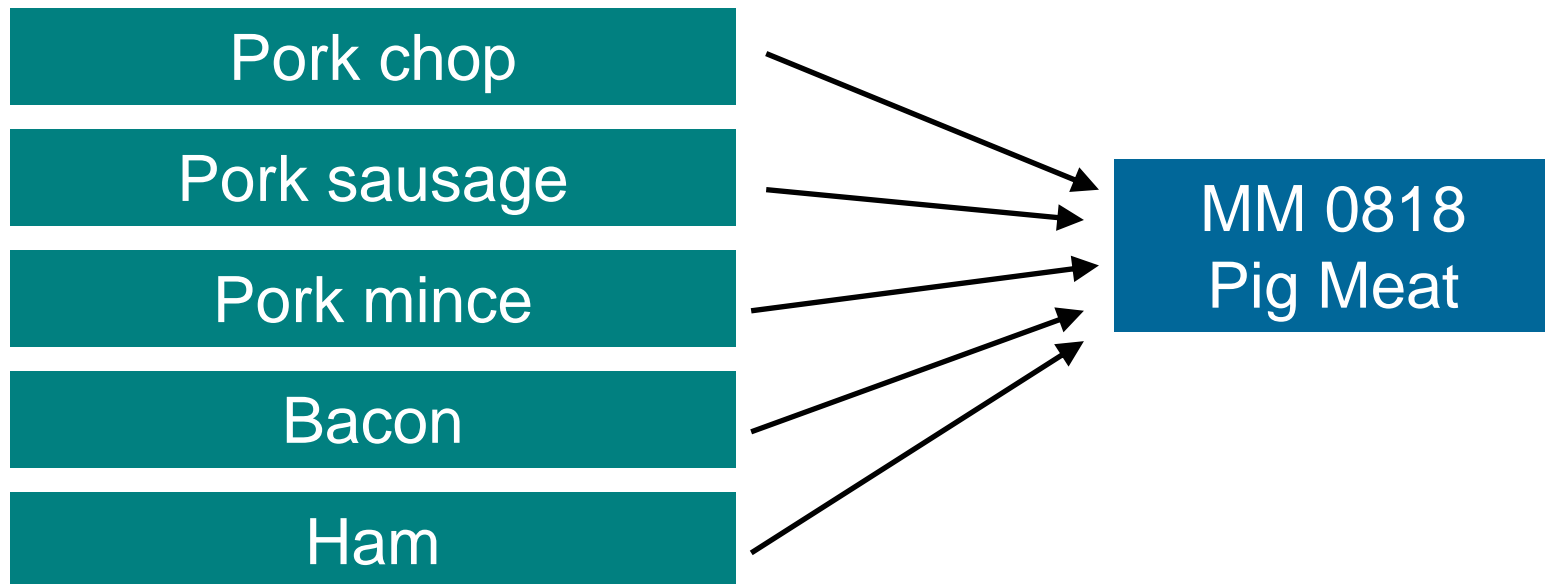 Pork chop
Pork sausage
Pork mince
Bacon
Ham
MM 0818
Pig Meat